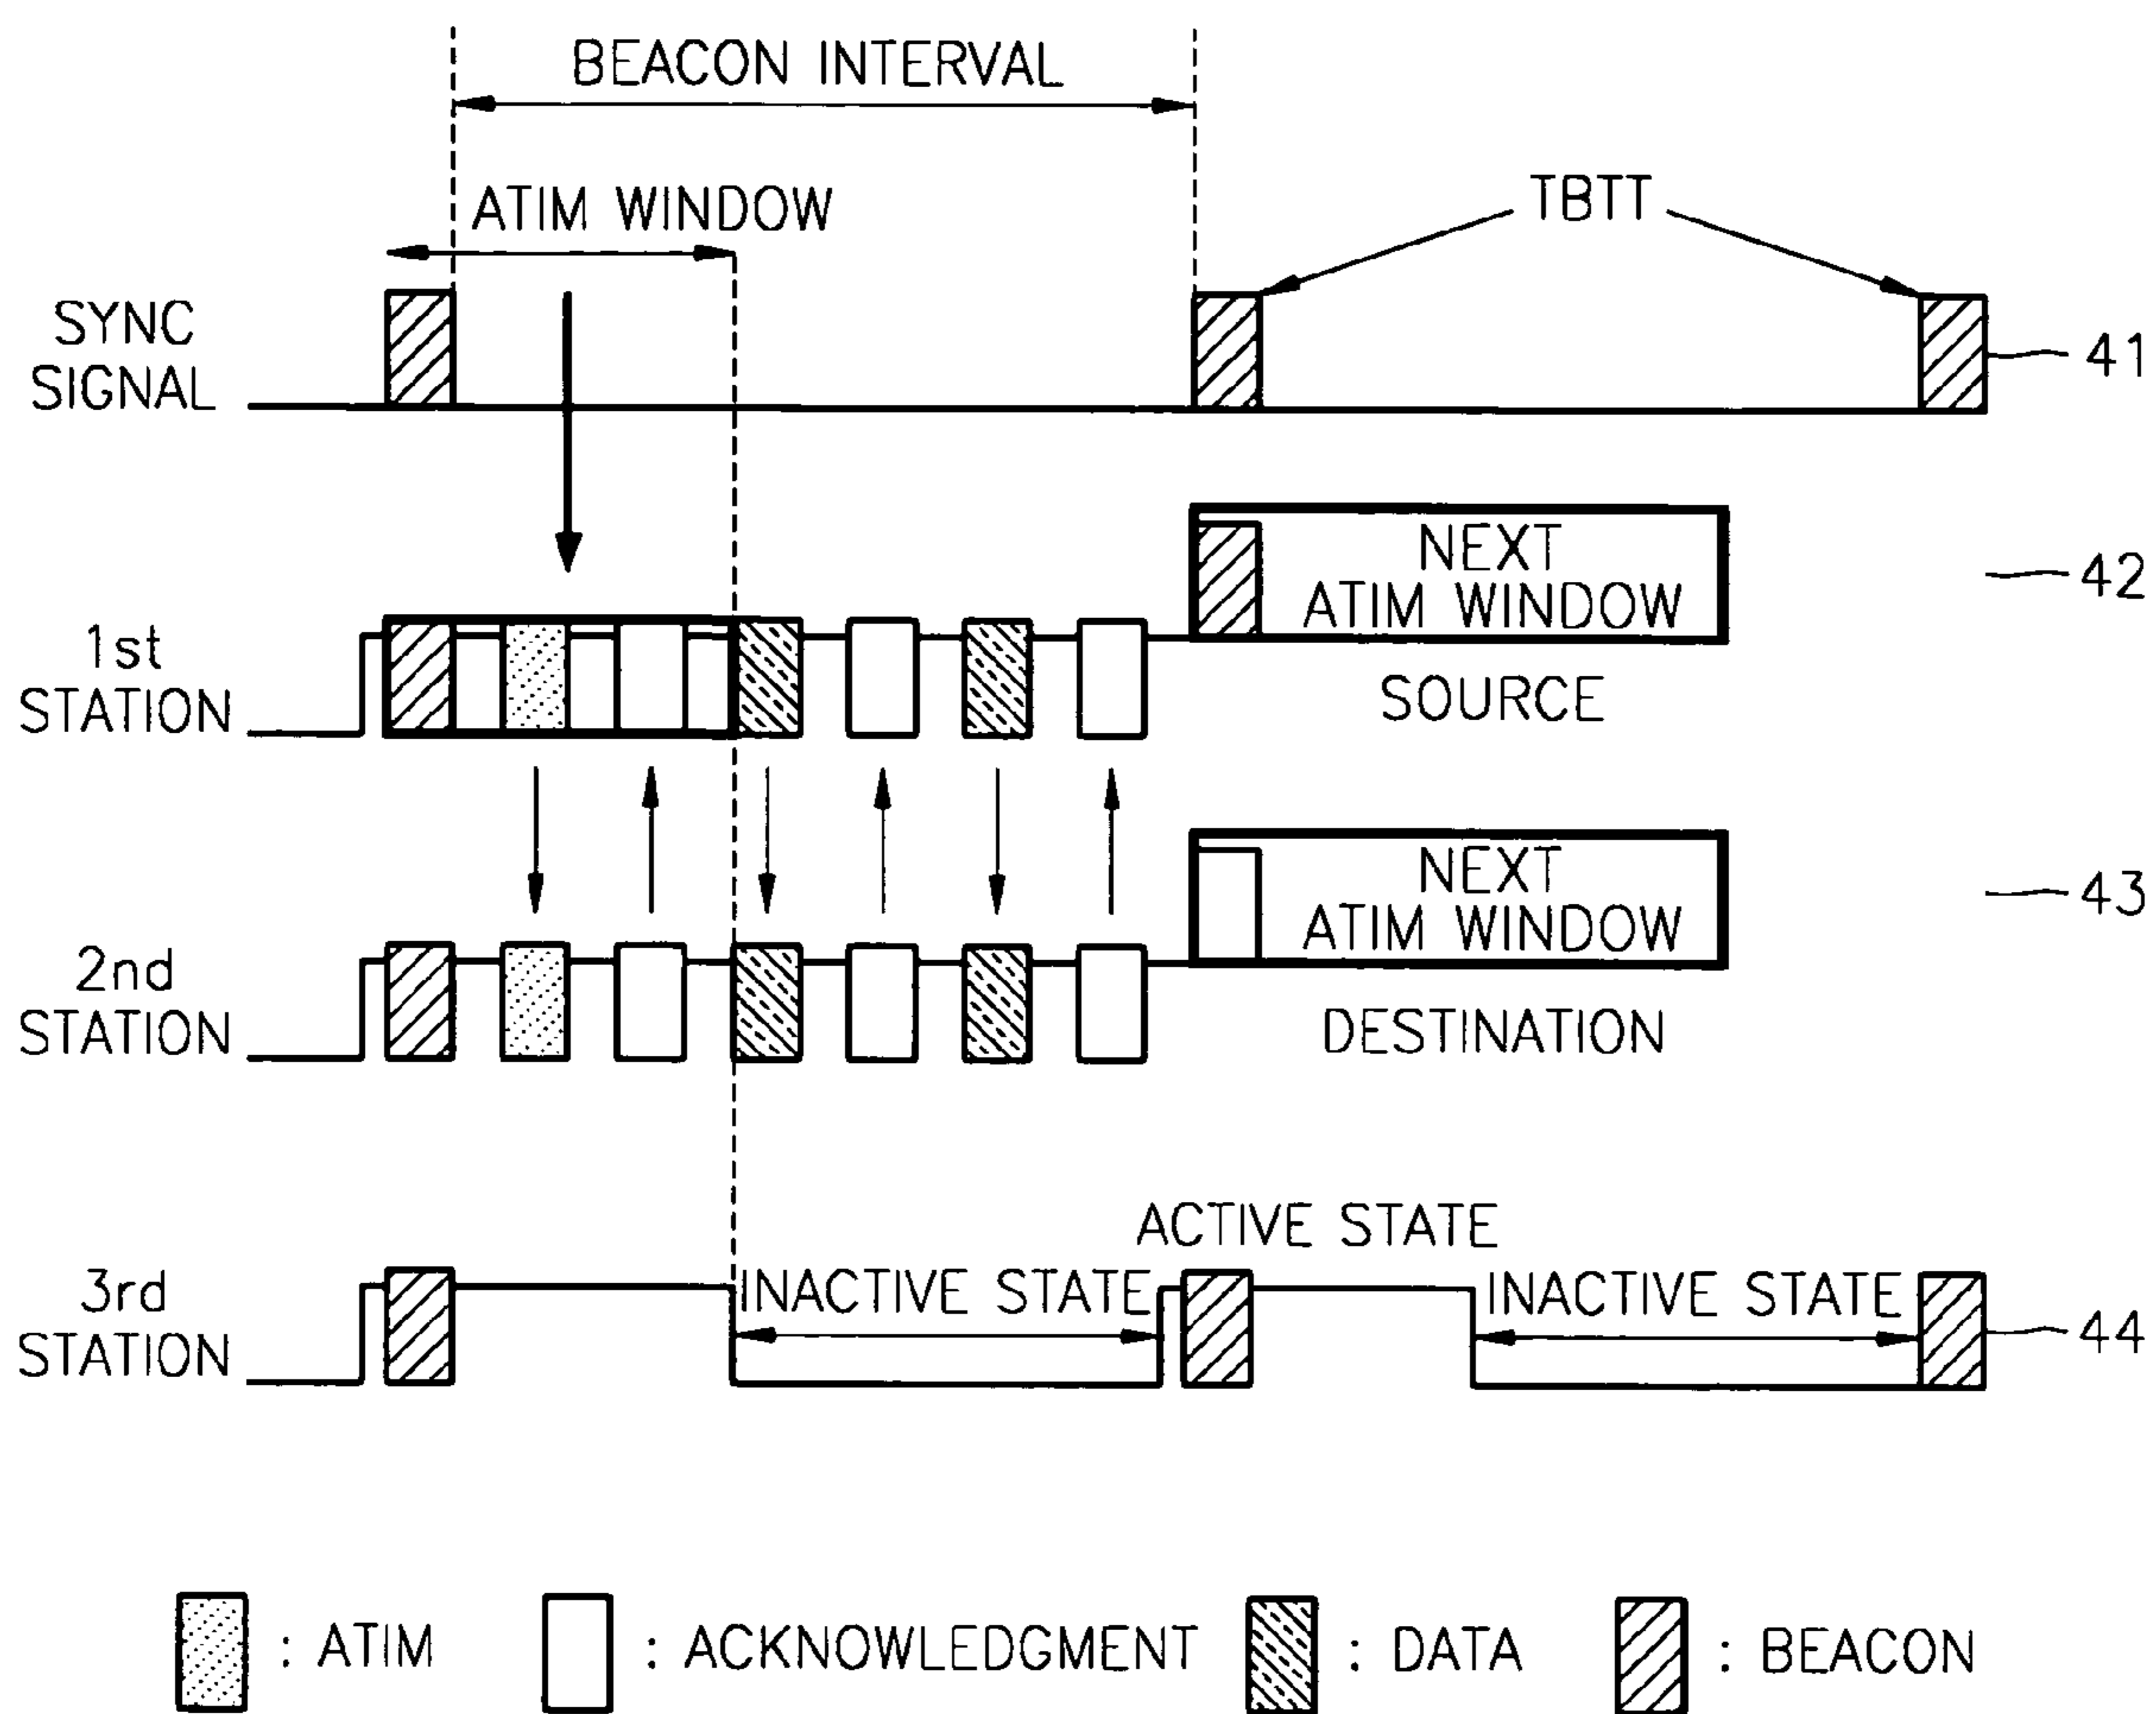 BEACON INTERVAL
ATIM WINDOW
TBTT
SYNC
SIGNAL
41
NEXT
ATIM WINDOW
42
1st
STATION
SOURCE
NEXT
ATIM WINDOW
43
2nd
STATION
DESTINATION
ACTIVE STATE
3rd
STATION
INACTIVE STATE
INACTIVE STATE
44
: ATIM
: ACKNOWLEDGMENT
: DATA
: BEACON